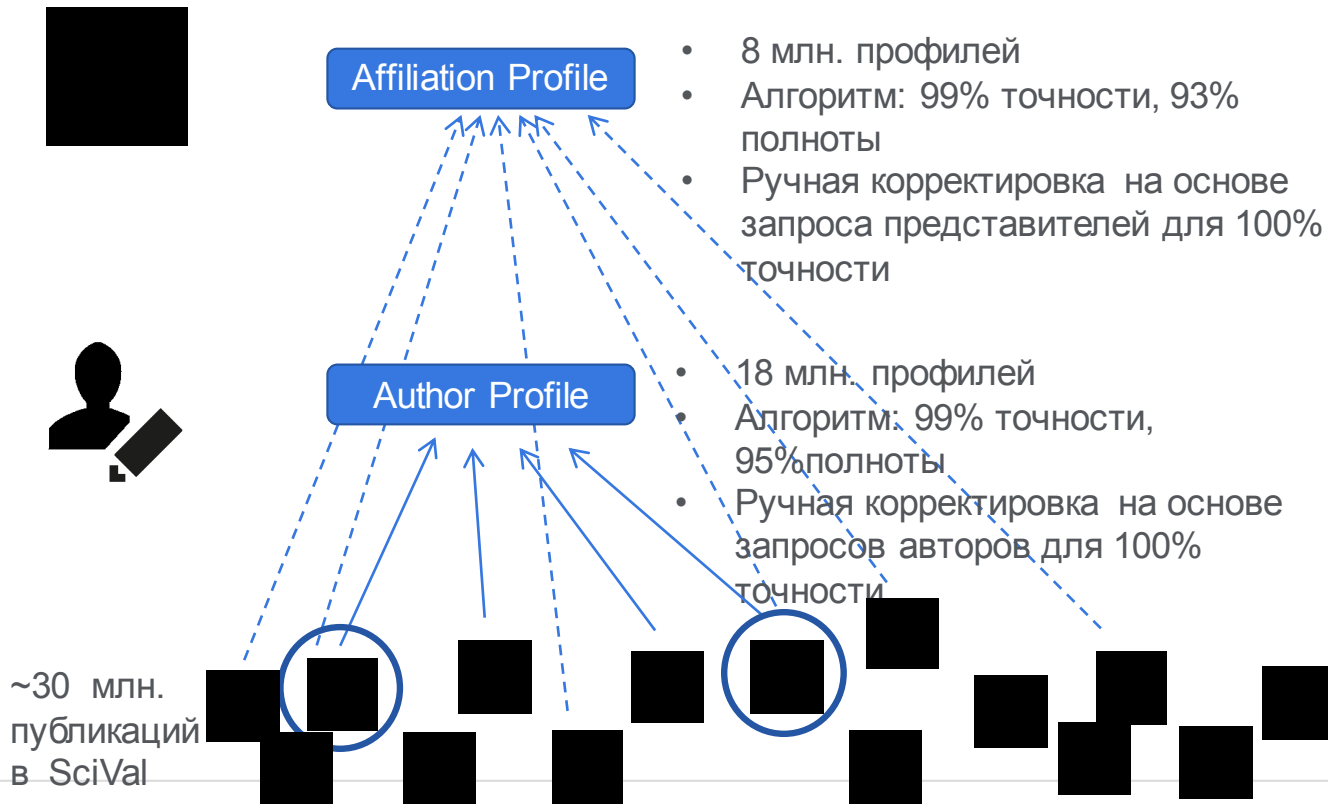 Affiliation Profile
• 8 млн. профилей
• Алгоритм: 99% точности, 93%
полноты
• Ручная корректировка на основе
запроса представителей для 100%
точности
Author Profile
• 18 млн. профилей
• Алгоритм: 99% точности,
95%полноты
• Ручная корректировка на основе
запросов авторов для 100%
точности
~30 млн.
публикаций
в SciVal